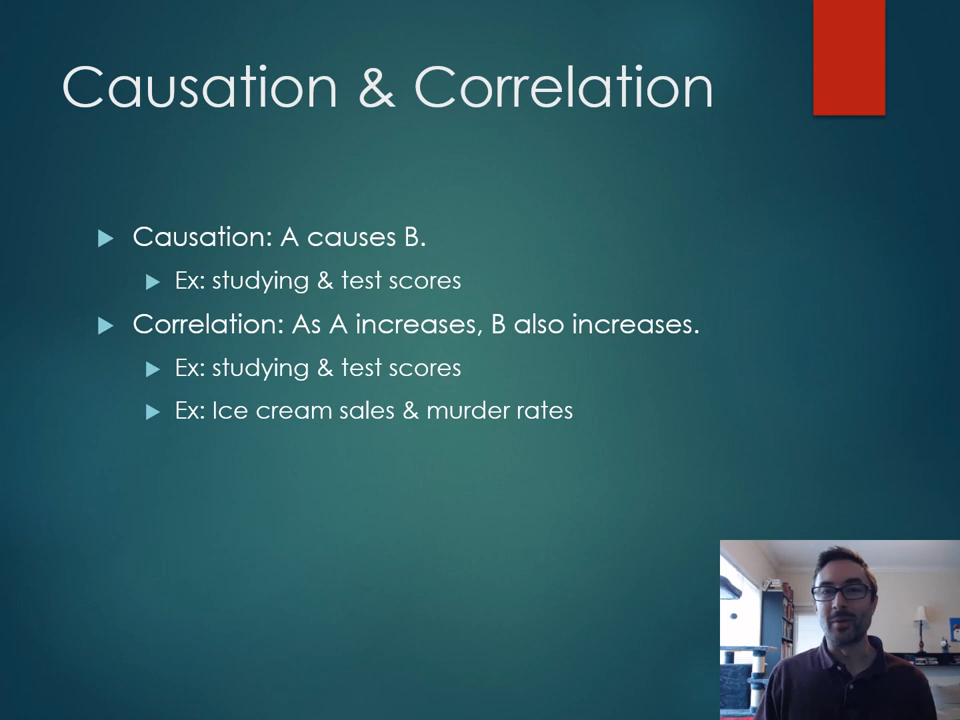 Causation & Correlation
Causation: A causes B.
Ex: studying & test scores
Correlation: As A increases, B also increases.
Ex: studying & test scores
Ex: Ice cream sales & murder rates